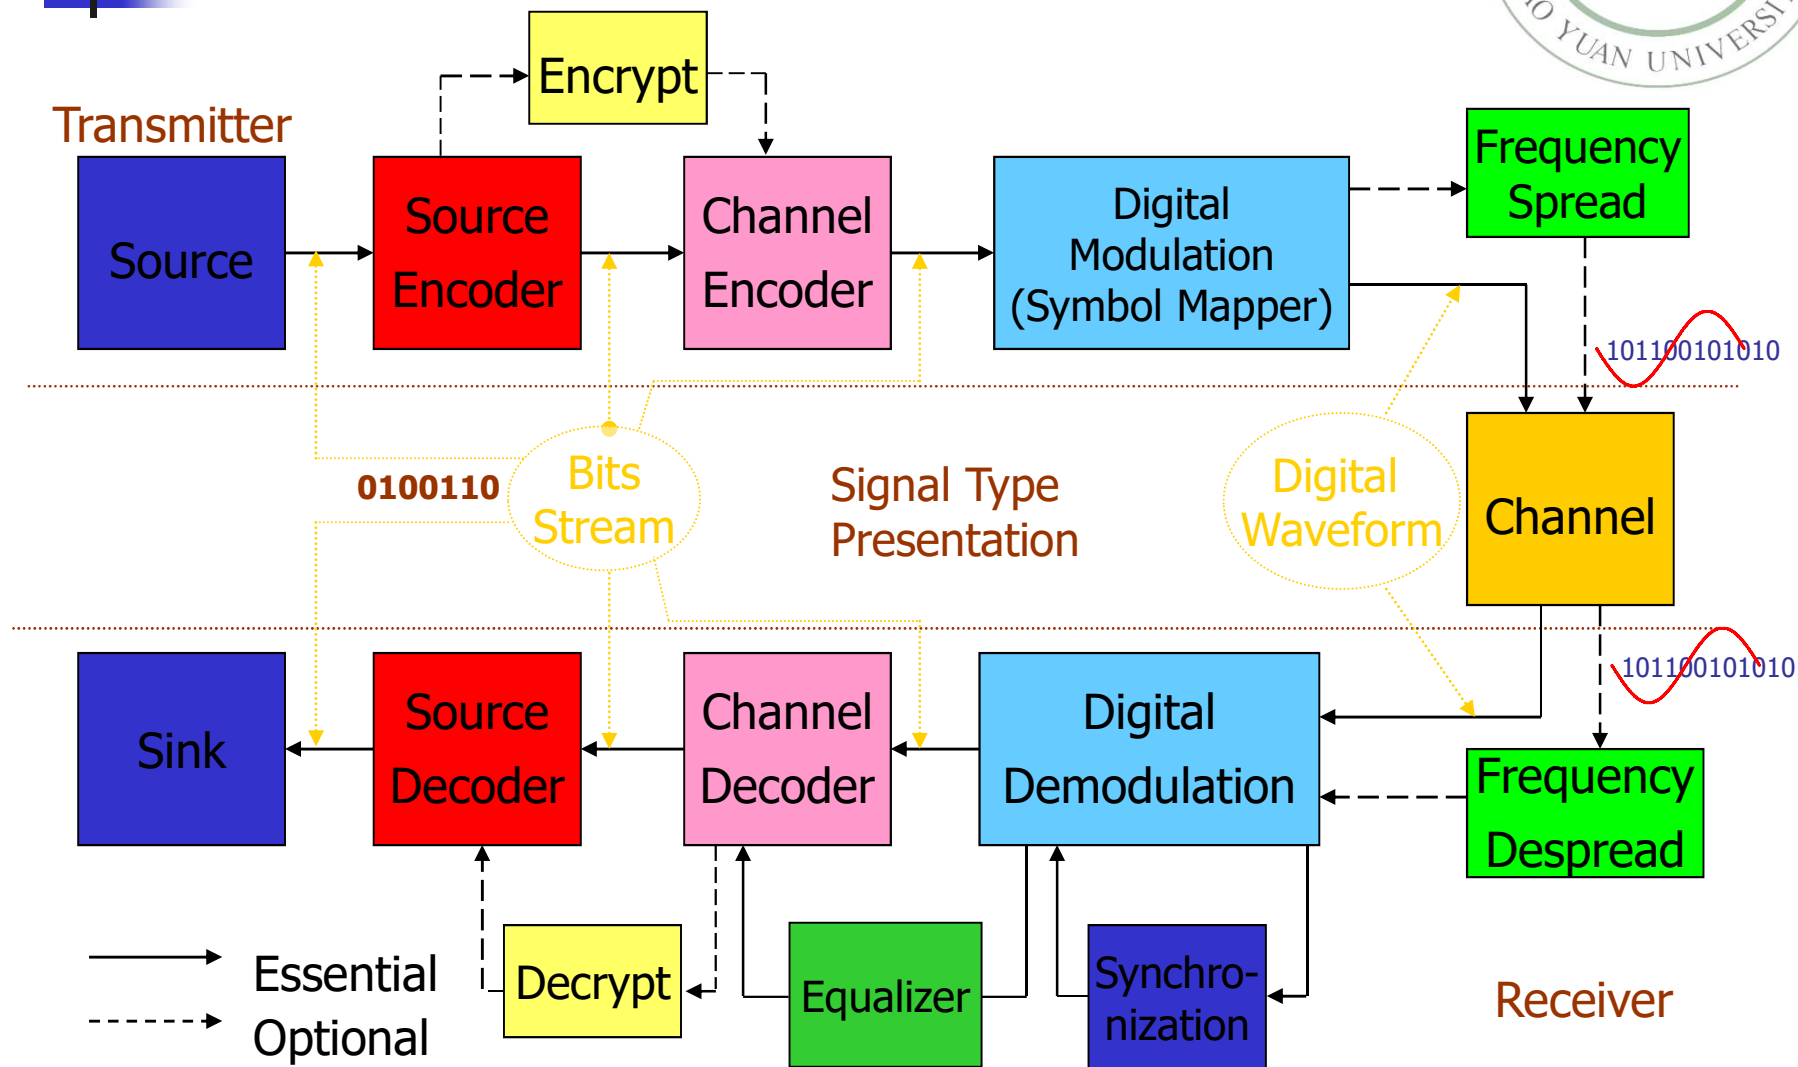 YUAN UNIVERSI
Encrypt
Transmitter
Frequency
Spread
Source
Source
Encoder
Channel
Encoder
Digital
Modulation
(Symbol Mapper)
101100101010
0100110
Bits
Stream
Signal Type
Presentation
Digital
Waveform
Channel
101100101010
Sink
Source
Decoder
Channel
Decoder
Digital
Demodulation
Frequency
Despread
Essential
Optional
Decrypt
Equalizer
Synchro-
nization
Receiver